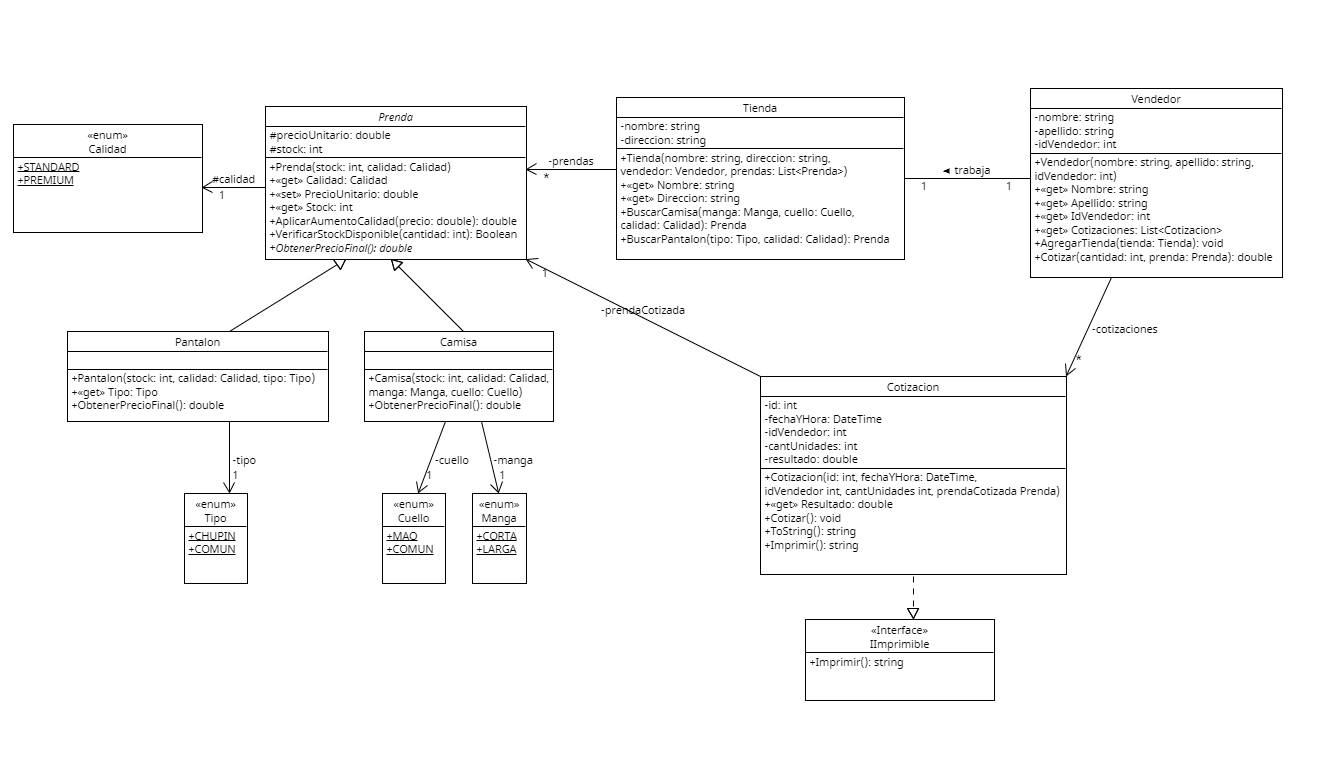 «enum»
Calidad
+STANDARD
+PREMIUM
#calidad
1
Prenda
#precioUnitario: double
#stock: int
+Prenda(stock: int, calidad: Calidad)
+«get» Calidad: Calidad
+«set» PrecioUnitario: double
+«get» Stock: int
+AplicarAumentoCalidad(precio: double): double
+VerificarStockDisponible(cantidad: int): Boolean
+ObtenerPrecioFinal(): double
-prendas
*
Tienda
-nombre: string
-direccion: string
+Tienda(nombre: string, direccion: string,
vendedor: Vendedor, prendas: List<Prenda>)
+«get» Nombre: string
+«get» Direccion: string
+BuscarCamisa(manga: Manga, cuello: Cuello,
calidad: Calidad): Prenda
+BuscarPantalon(tipo: Tipo, calidad: Calidad): Prenda
◄ trabaja
1
1
Vendedor
-nombre: string
-apellido: string
-idVendedor: int
+Vendedor(nombre: string, apellido: string,
idVendedor: int)
+«get» Nombre: string
+«get» Apellido: string
+«get» IdVendedor: int
+«get» Cotizaciones: List<Cotizacion>
+AgregarTienda(tienda: Tienda): void
+Cotizar(cantidad: int, prenda: Prenda): double
1
-prendaCotizada
-cotizaciones
*
Pantalon
+Pantalon(stock: int, calidad: Calidad, tipo: Tipo)
+«get» Tipo: Tipo
+ObtenerPrecioFinal(): double
Camisa
+Camisa(stock: int, calidad: Calidad,
manga: Manga, cuello: Cuello)
+ObtenerPrecioFinal(): double
Cotizacion
-id: int
-fechaYHora: DateTime
-idVendedor: int
-cantUnidades: int
-resultado: double
+Cotizacion(id: int, fechaYHora: DateTime,
idVendedor int, cantUnidades int, prendaCotizada Prenda)
+«get» Resultado: double
+Cotizar(): void
+ToString(): string
+Imprimir(): string
-tipo
1
-cuello
1
-manga
1
«enum»
Tipo
+CHUPIN
+COMUN
«enum»
Cuello
+MAO
+COMUN
«enum»
Manga
+CORTA
+LARGA
«Interface»
IImprimible
+Imprimir(): string